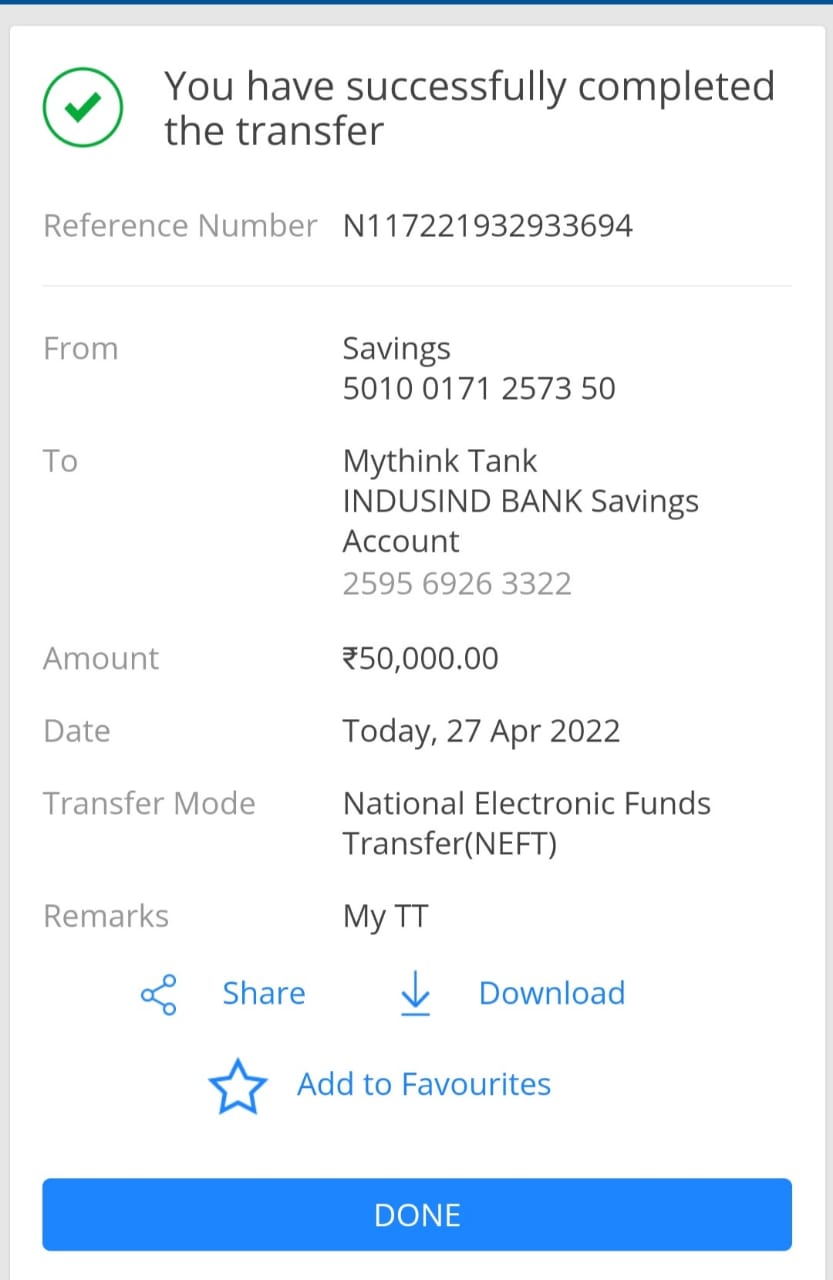 You have successfully completed
the transfer
Reference Number N117221932933694
From Savings
5010 0171 2573 50
To Mythink Tank
INDUSIND BANK Savings
Account
2595 6926 3322
Amount ₹50,000.00
Date Today, 27 Apr 2022
Transfer Mode National Electronic Funds
Transfer(NEFT)
Remarks My TT
Share Download
Add to Favourites
DONE